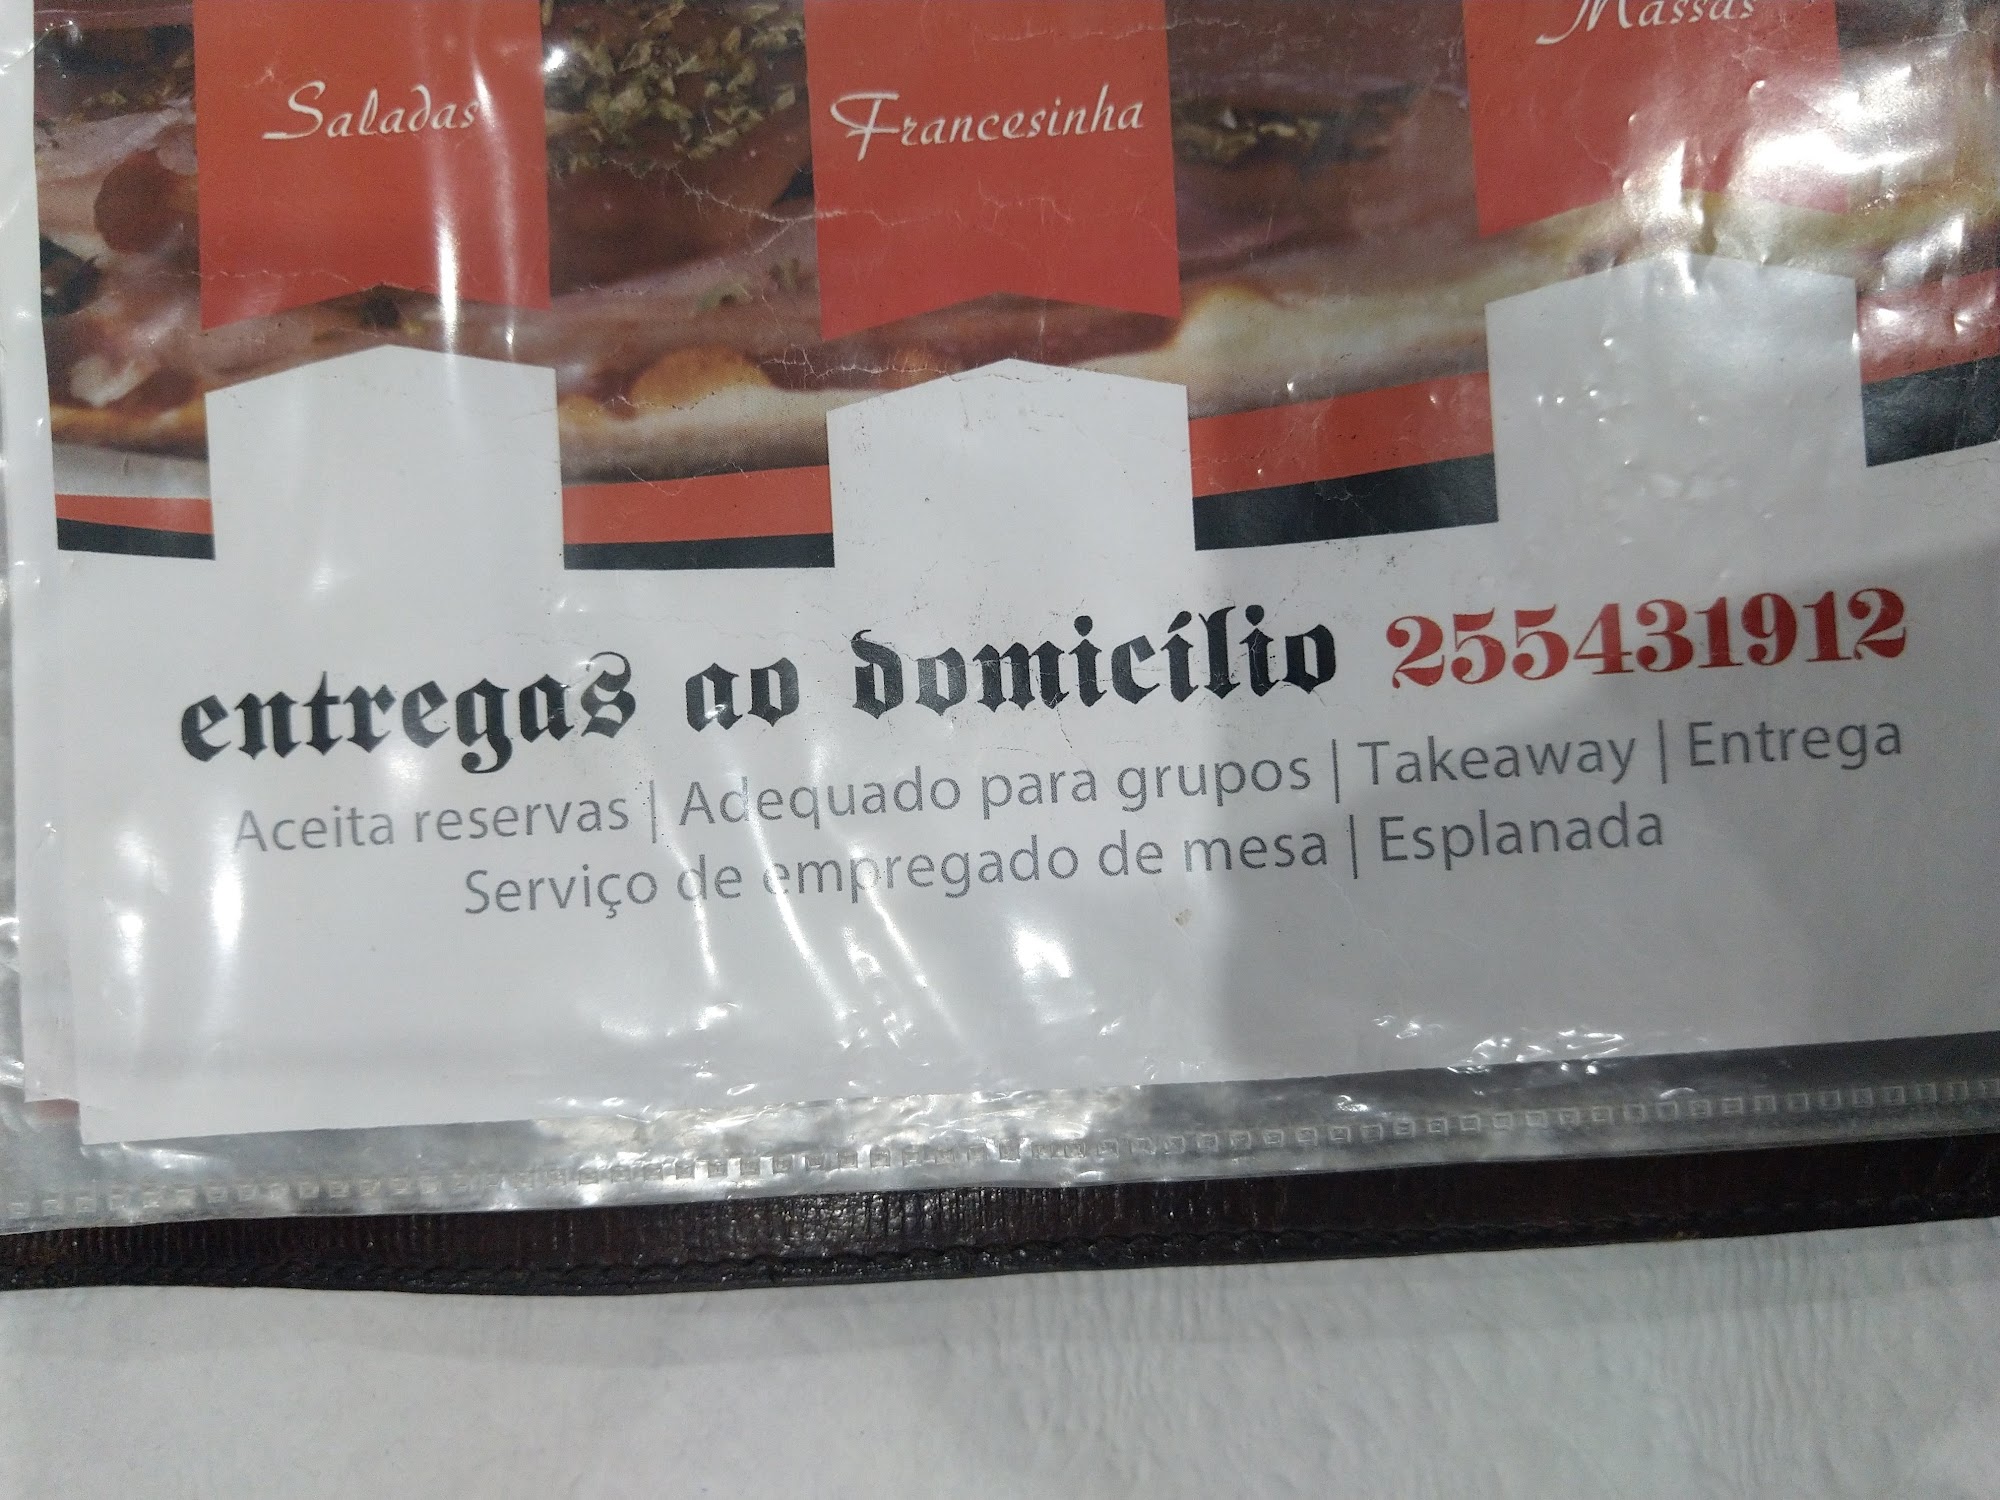 Saladas
Francesinha
Massas
entregas ao domicílio 255431912
Aceita reservas | Adequado para grupos | Takeaway | Entrega
Serviço de empregado de mesa | Esplanada